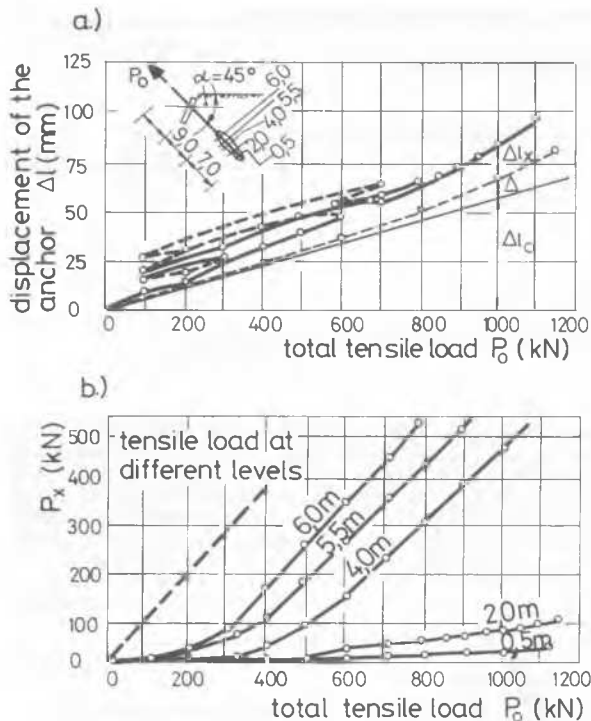 a.)
displacement of the
anchor Δl (mm)
125
100
75
50
25
0
P₀
α=45°
9,0
7,0
6,0
5,5
4,0
2,0
0,5
Δlₓ
Δ
Δl₀
0 200 400 600 800 1000 1200
total tensile load P₀ (kN)
b.)
Pₓ (kN)
500
400
300
200
100
0
tensile load at
different levels
6,0m
5,5m
4,0m
2,0m
0,5m
0 200 400 600 800 1000
total tensile load P₀ (kN)